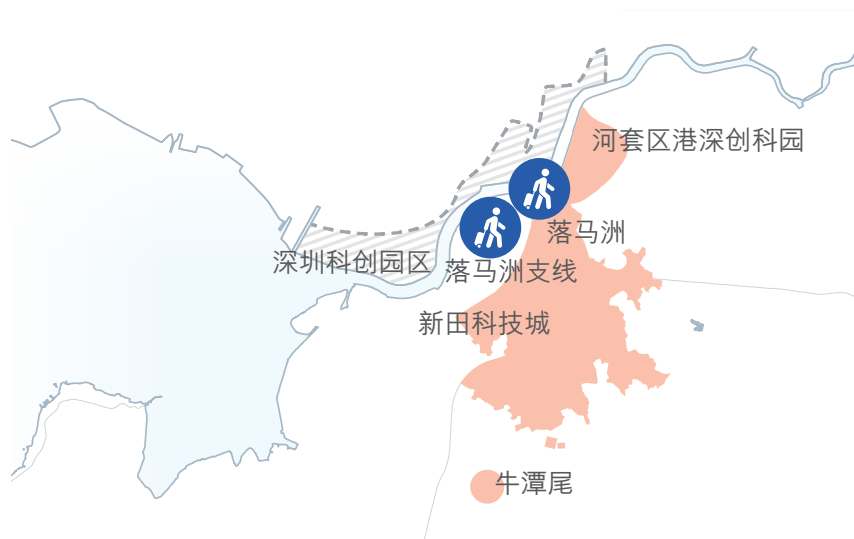 河套区港深创科园
落马洲
深圳科创园区
落马洲支线
新田科技城
牛潭尾